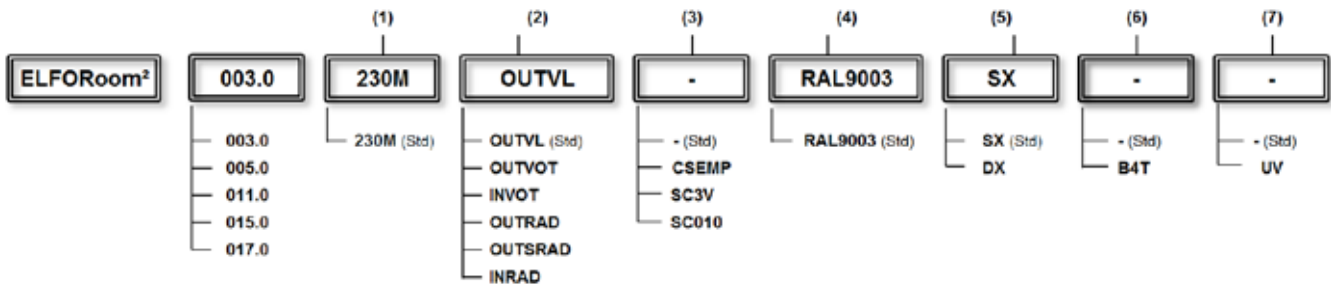 (1) (2) (3) (4) (5) (6) (7)
ELFORoom² 003.0 230M OUTVL - RAL9003 SX - -
003.0 230M (Std) OUTVL (Std) - (Std) RAL9003 (Std) SX (Std) - (Std) - (Std)
005.0 OUTVOT CSEMP DX B4T UV
011.0 INVOT SC3V
015.0 OUTRAD SC010
017.0 OUTSRAD
INRAD